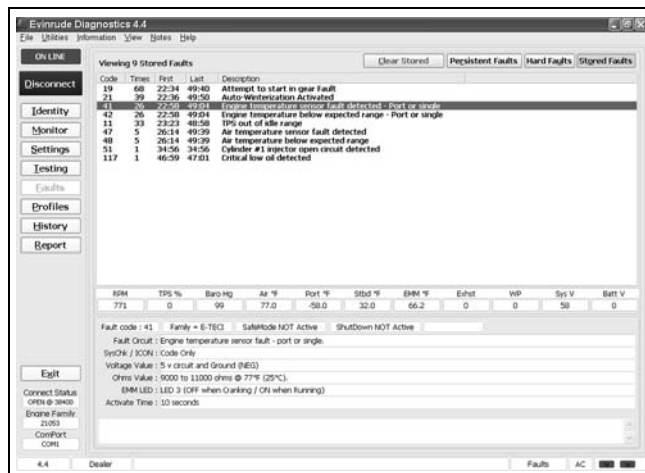 Evinrude Diagnostics 4.4
File Utilities Information View Notes Help
ON LINE
Disconnect
Identity
Monitor
Settings
Testing
Faults
Profiles
History
Report
Exit
Connect Status
OPEN @ 38400
Engine Family
21053
ComPort
COM1
Viewing 9 Stored Faults
Clear Stored Persistent Faults Hard Faults Stored Faults
Code Times First Last Description
19 68 22:34 49:40 Attempt to start in gear Fault
21 39 22:36 49:50 Auto-Winterization Activated
41 26 22:58 49:04 Engine temperature sensor fault detected - Port or single
42 26 22:58 49:04 Engine temperature below expected range - Port or single
11 33 23:23 48:58 TPS out of idle range
47 5 26:14 49:39 Air temperature sensor fault detected
48 5 26:14 49:39 Air temperature below expected range
51 1 34:56 34:56 Cylinder #1 injector open circuit detected
117 1 46:59 47:01 Critical low oil detected
RPM TPS % Baro Hg Air °F Port °F Stbd °F EMM °F Exhst WP Sys V Batt V
771 0 99 77.0 -58.0 32.0 66.2 0 0 58 0
Fault code : 41 Family = E-TEC I SafeMode NOT Active ShutDown NOT Active
Fault Circuit : Engine temperature sensor fault - port or single.
SysChk / ICON : Code Only
Voltage Value : 5 v circuit and Ground (NEG)
Ohms Value : 9000 to 11000 ohms @ 77°F (25°C).
EMM LED : LED 3 (OFF when Cranking / ON when Running)
Activate Time : 10 seconds
4.4 Dealer Faults AC